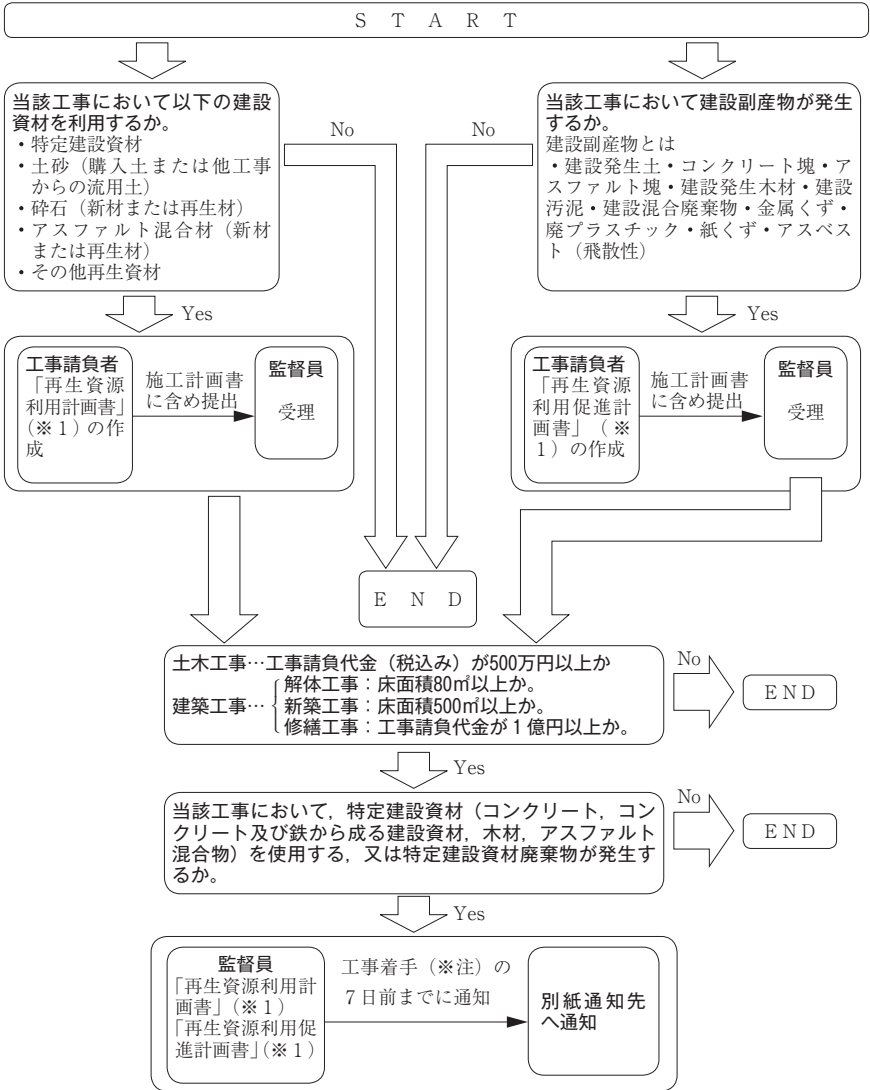 START
当該工事において以下の建設
資材を利用するか。
・特定建設資材
・土砂（購入土または他工事
からの流用土）
・砕石（新材または再生材）
・アスファルト混合材（新材
または再生材）
・その他再生資材
No
No
当該工事において建設副産物が発生
するか。
建設副産物とは
・建設発生土・コンクリート塊・ア
スファルト塊・建設発生木材・建設
汚泥・建設混合廃棄物・金属くず・
廃プラスチック・紙くず・アスベス
ト（飛散性）
Yes
Yes
工事請負者
「再生資源
利用計画書」
（※１）の作
成
施工計画書
に含め提出
監督員
受理
工事請負者
「再生資源
利用促進計
画書」（※
１）の作成
施工計画書
に含め提出
監督員
受理
END
土木工事…工事請負代金（税込み）が500万円以上か
建築工事…
解体工事：床面積80㎡以上か。
新築工事：床面積500㎡以上か。
修繕工事：工事請負代金が１億円以上か。
No
END
Yes
当該工事において，特定建設資材（コンクリート，コン
クリート及び鉄から成る建設資材，木材，アスファルト
混合物）を使用する，又は特定建設資材廃棄物が発生す
るか。
No
END
Yes
監督員
「再生資源利用計
画書」（※１）
「再生資源利用促
進計画書」（※１）
工事着手（※注）の
７日前までに通知
別紙通知先
へ通知